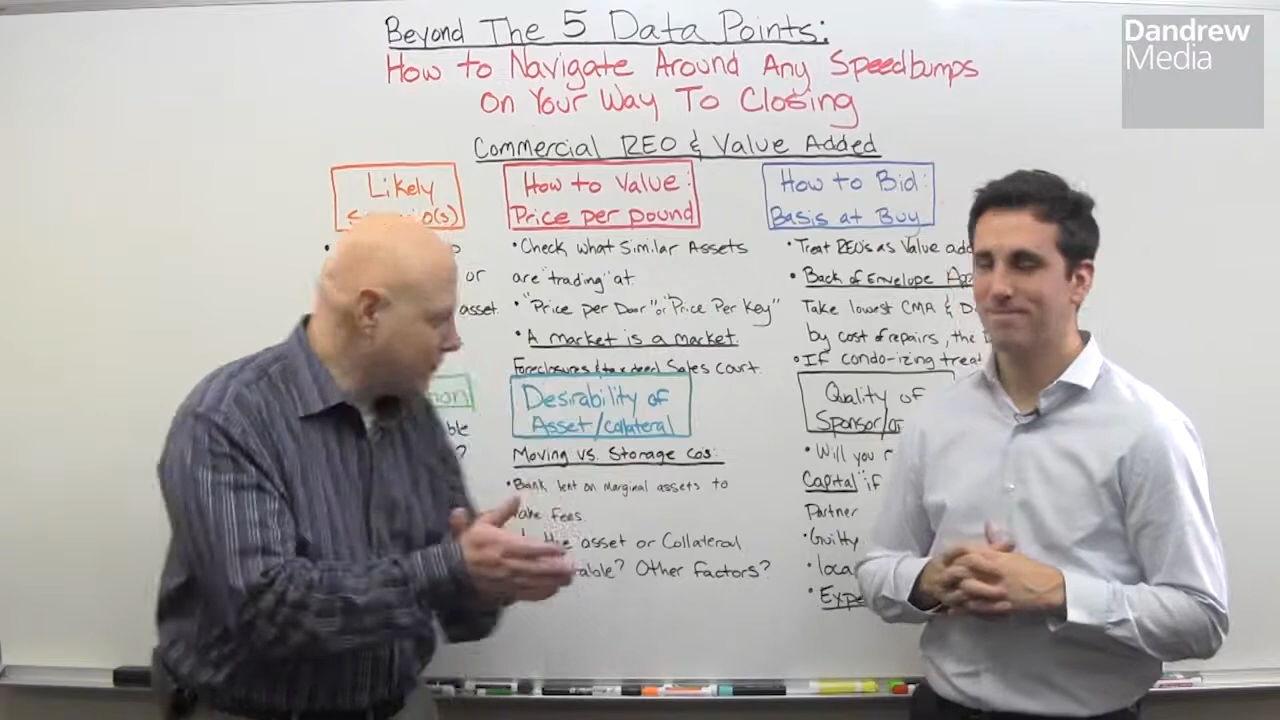 Beyond The 5 Data Points:
How to Navigate Around Any Speedbumps
On Your Way To Closing
Dandrew
Media
Commercial REO & Value Added
Likely
How to Value:
Price per pound
How to Bid:
Basis at Buy
•Check what Similar Assets
are "trading" at.
•"Price per Door" or "Price Per Key"
•A market is a market
Foreclosures & tax deed Sales court.
or
asset.
•Treat REO's as Value add
•Back of Envelope
Take lowest CMA &
by cost of repairs, the
•If condo-izing treat
Desirability of
Asset/collateral
Moving vs. Storage cos:
•Bank lent on Marginal assets to
fees.
the asset or Collateral
Other factors?
Quality of
Sponsor/
•Will you
Capital" if
Partner
•Guilty